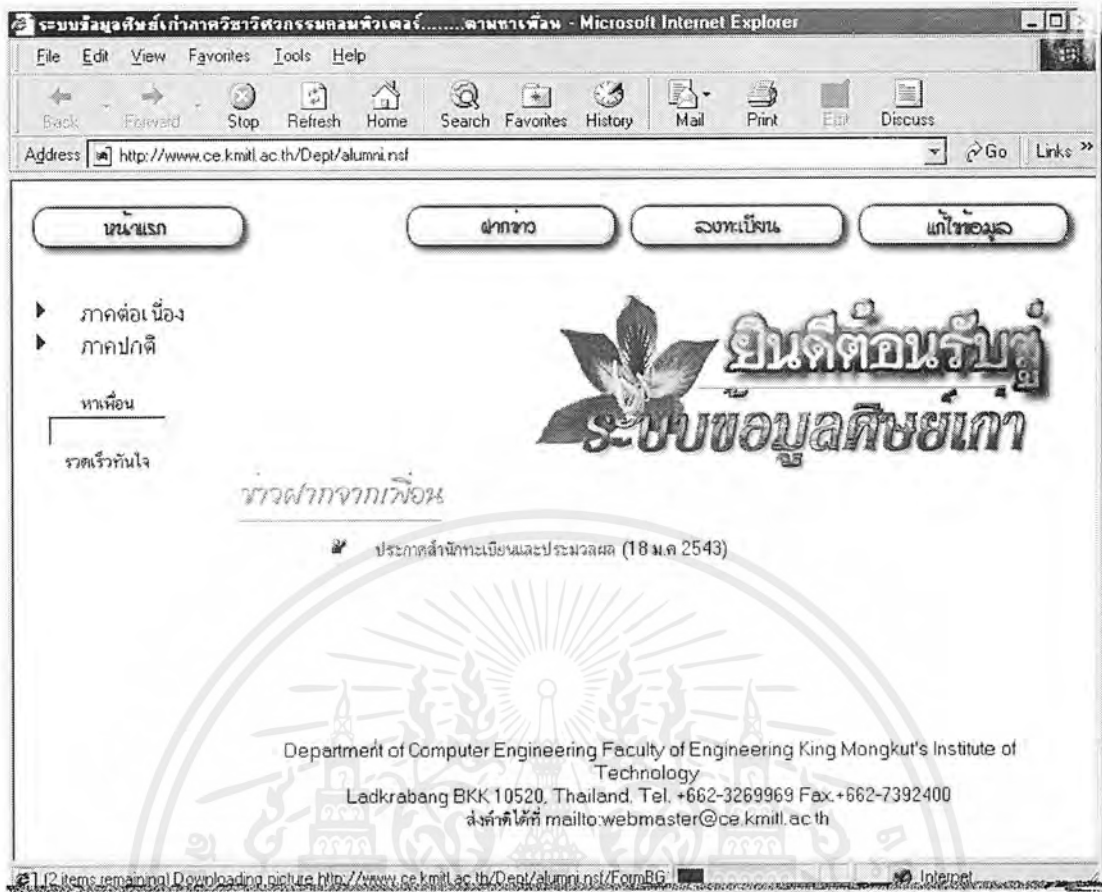 ระบบข้อมูลศิษย์เก่าภาควิชาวิศวกรรมคอมพิวเตอร์........ตามหาเพื่อน - Microsoft Internet Explorer
File Edit View Favorites Tools Help
Back Forward Stop Refresh Home Search Favorites History Mail Print Edit Discuss
Address http://www.ce.kmitl.ac.th/Dept/alumni.nsf Go Links »
หน้าแรก ฝากข่าว ลงทะเบียน แก้ไขข้อมูล
ภาคต่อเนื่อง
ภาคปกติ
ยินดีต้อนรับสู่
ระบบข้อมูลศิษย์เก่า
หาเพื่อน
รวดเร็วทันใจ
ข่าวฝากจากเพื่อน
ประกาศสำนักทะเบียนและประมวลผล (18 ม.ค 2543)
Department of Computer Engineering Faculty of Engineering King Mongkut's Institute of
Technology
Ladkrabang BKK 10520, Thailand. Tel. +662-3269969 Fax.+662-7392400
ส่งคำติได้ที่ mailto:webmaster@ce.kmitl.ac.th
(2 items remaining) Downloading picture http://www.ce.kmitl.ac.th/Dept/alumni.nsf/FormBG Internet